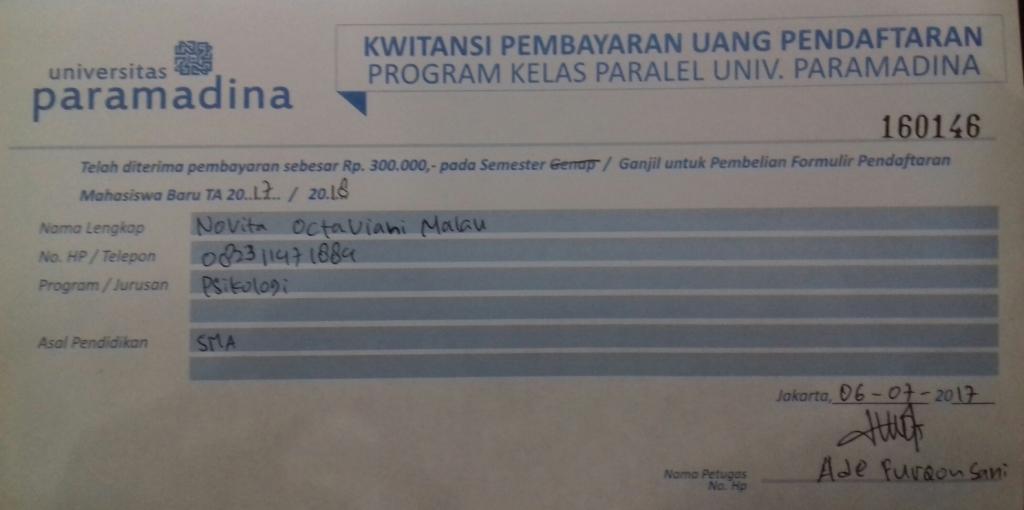 universitas
paramadina
KWITANSI PEMBAYARAN UANG PENDAFTARAN
PROGRAM KELAS PARALEL UNIV. PARAMADINA
160146
Telah diterima pembayaran sebesar Rp. 300.000,- pada Semester Genap / Ganjil untuk Pembelian Formulir Pendaftaran
Mahasiswa Baru TA 20..17.. / 20.18
Nama Lengkap Novita Octaviani Malau
No. HP / Telepon 082311471884
Program / Jurusan Psikologi
Asal Pendidikan SMA
Jakarta, 06-07-2017
Ade Furqon Sani
Nama Petugas
No. Hp